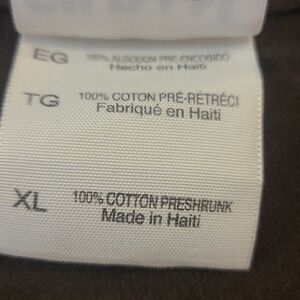 EG 100% ALGODON PRE-ENCOGIDO
Hecho en Haiti
TG 100% COTON PRÉ-RÉTRÉCI
Fabriqué en Haiti
XL 100% COTTON PRESHRUNK
Made in Haiti